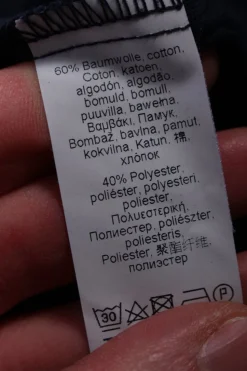 60% Baumwolle, cotton,
Coton, katoen,
algodón, algodão,
bomuld, bomull,
puuvilla, bawełna,
Βαμβάκι, Памук,
Bombaž, bavlna, pamut,
kokvilna, Katun, 棉,
хлопок
40% Polyester,
poliéster, polyesteri,
poliester,
Πολυεστερική,
Полиестер, poliészter,
poliesteris,
Poliester, 聚酯纤维,
полиэстер
30